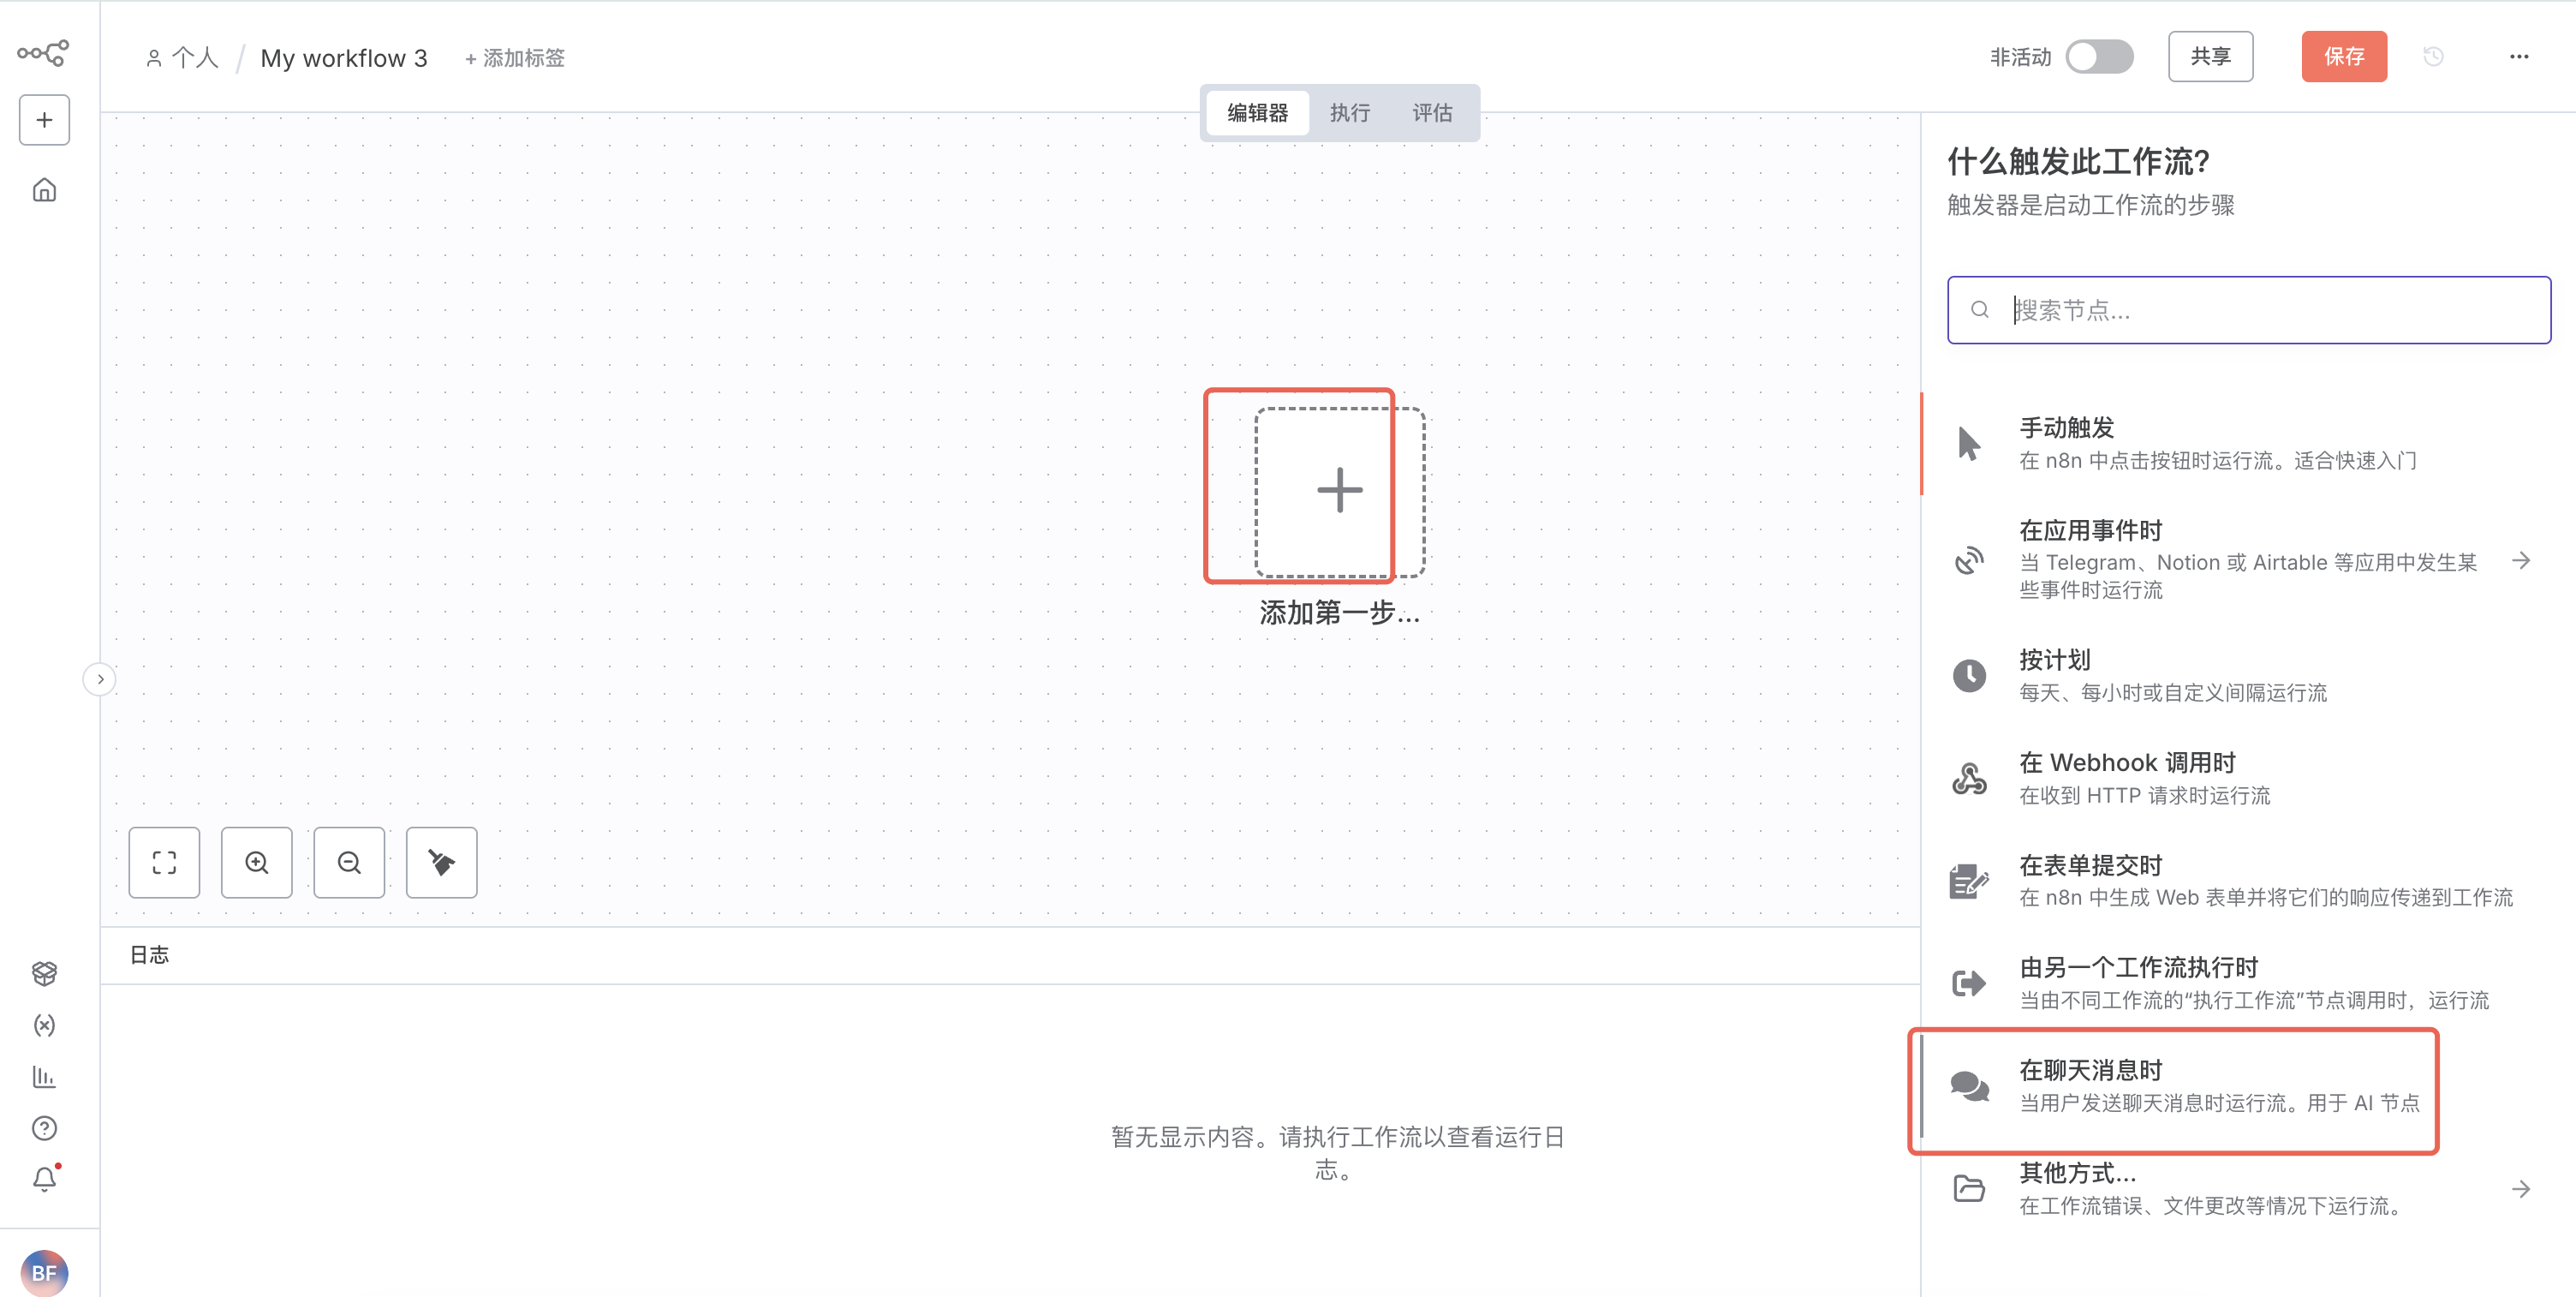 个人 / My workflow 3 + 添加标签
非活动 共享 保存
编辑器 执行 评估
什么触发此工作流?
触发器是启动工作流的步骤
搜索节点...
手动触发
在 n8n 中点击按钮时运行流。适合快速入门
在应用事件时
当 Telegram、Notion 或 Airtable 等应用中发生某
些事件时运行流
按计划
每天、每小时或自定义间隔运行流
在 Webhook 调用时
在收到 HTTP 请求时运行流
在表单提交时
在 n8n 中生成 Web 表单并将它们的响应传递到工作流
由另一个工作流执行时
当由不同工作流的“执行工作流”节点调用时，运行流
在聊天消息时
当用户发送聊天消息时运行流。用于 AI 节点
其他方式...
在工作流错误、文件更改等情况下运行流。
添加第一步...
日志
暂无显示内容。请执行工作流以查看运行日
志。
BF